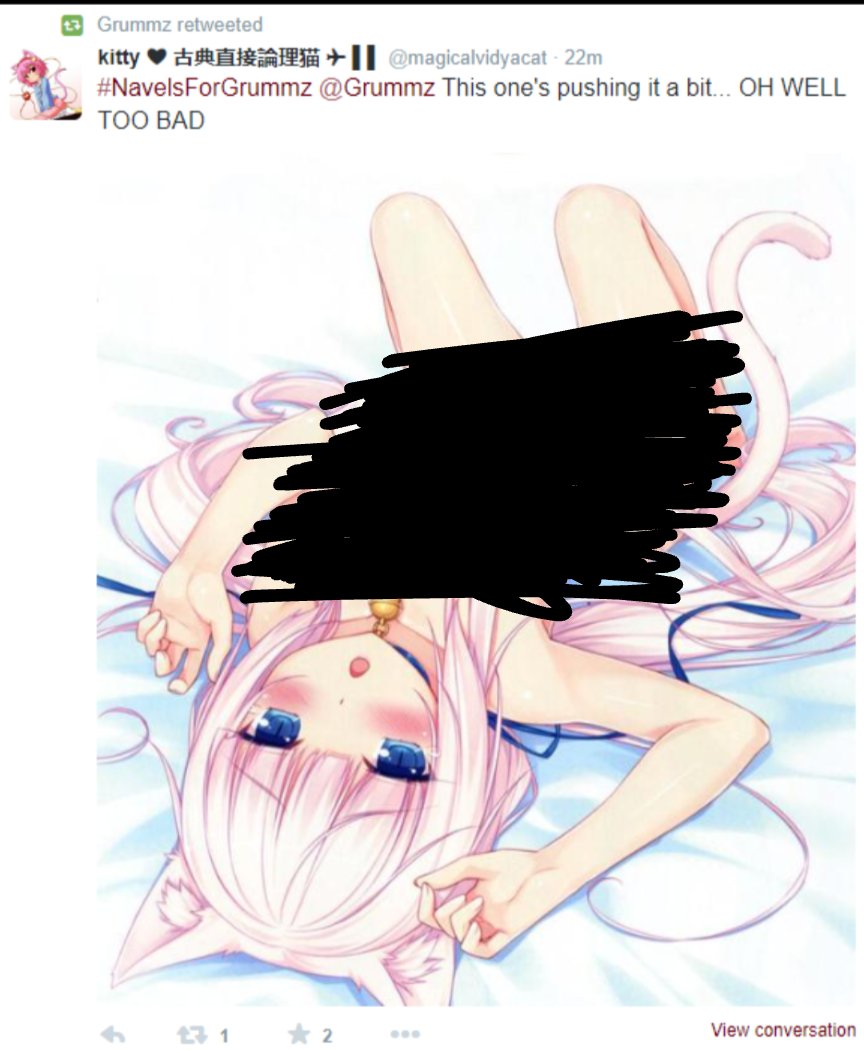 Grummz retweeted
kitty ♥ 古典直接論理猫 ✈▌▌ @magicalvidyacat · 22m
#NavelsForGrummz @Grummz This one's pushing it a bit... OH WELL
TOO BAD
1 2
View conversation